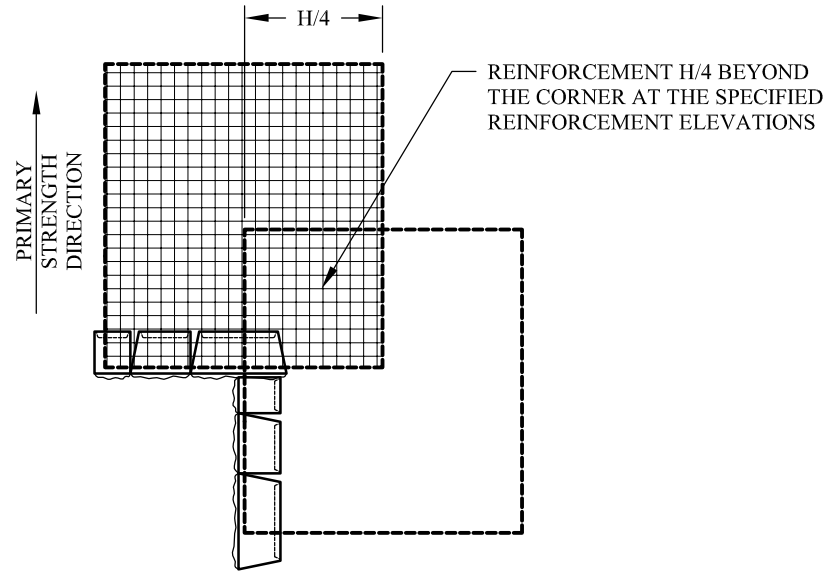 H/4
REINFORCEMENT H/4 BEYOND
THE CORNER AT THE SPECIFIED
REINFORCEMENT ELEVATIONS
PRIMARY
STRENGTH
DIRECTION